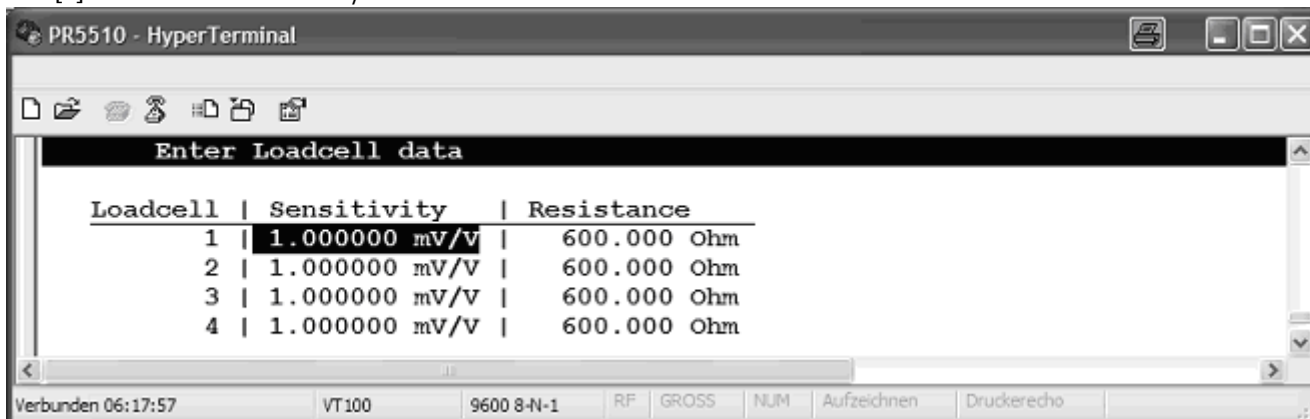 PR5510 - HyperTerminal
Enter Loadcell data
Loadcell | Sensitivity | Resistance
1 | 1.000000 mV/V | 600.000 Ohm
2 | 1.000000 mV/V | 600.000 Ohm
3 | 1.000000 mV/V | 600.000 Ohm
4 | 1.000000 mV/V | 600.000 Ohm
Verbunden 06:17:57 VT100 9600 8-N-1 RF GROSS NUM Aufzeichnen Druckerecho